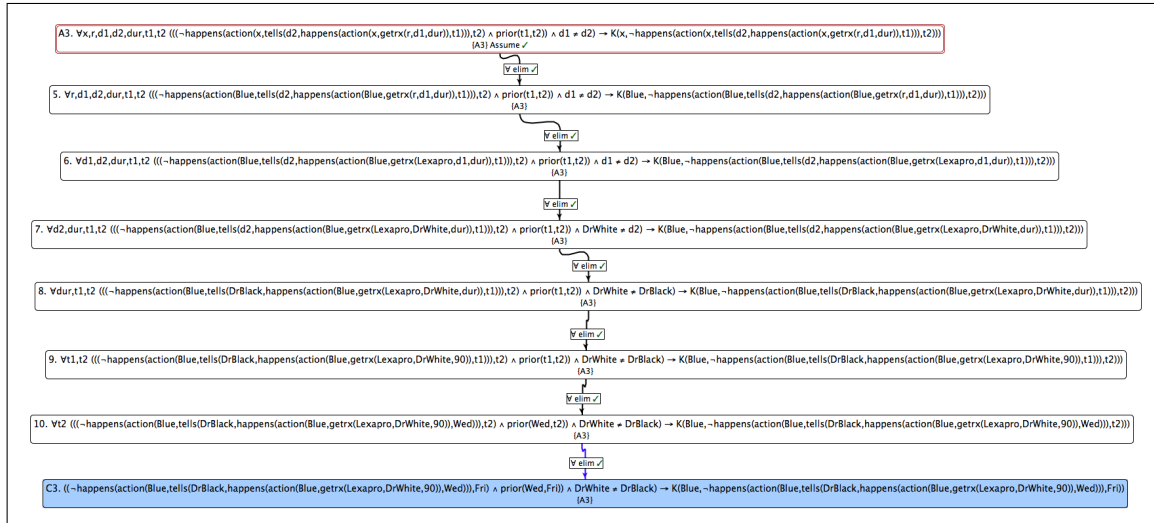 A3. ∀x,r,d1,d2,dur,t1,t2 (((¬happens(action(x,tells(d2,happens(action(x,getrx(r,d1,dur)),t1))),t2) ∧ prior(t1,t2)) ∧ d1 ≠ d2) → K(x,¬happens(action(x,tells(d2,happens(action(x,getrx(r,d1,dur)),t1))),t2)))
{A3} Assume ✓
∀ elim ✓
5. ∀r,d1,d2,dur,t1,t2 (((¬happens(action(Blue,tells(d2,happens(action(Blue,getrx(r,d1,dur)),t1))),t2) ∧ prior(t1,t2)) ∧ d1 ≠ d2) → K(Blue,¬happens(action(Blue,tells(d2,happens(action(Blue,getrx(r,d1,dur)),t1))),t2)))
{A3}
∀ elim ✓
6. ∀d1,d2,dur,t1,t2 (((¬happens(action(Blue,tells(d2,happens(action(Blue,getrx(Lexapro,d1,dur)),t1))),t2) ∧ prior(t1,t2)) ∧ d1 ≠ d2) → K(Blue,¬happens(action(Blue,tells(d2,happens(action(Blue,getrx(Lexapro,d1,dur)),t1))),t2)))
{A3}
∀ elim ✓
7. ∀d2,dur,t1,t2 (((¬happens(action(Blue,tells(d2,happens(action(Blue,getrx(Lexapro,DrWhite,dur)),t1))),t2) ∧ prior(t1,t2)) ∧ DrWhite ≠ d2) → K(Blue,¬happens(action(Blue,tells(d2,happens(action(Blue,getrx(Lexapro,DrWhite,dur)),t1))),t2)))
{A3}
∀ elim ✓
8. ∀dur,t1,t2 (((¬happens(action(Blue,tells(DrBlack,happens(action(Blue,getrx(Lexapro,DrWhite,dur)),t1))),t2) ∧ prior(t1,t2)) ∧ DrWhite ≠ DrBlack) → K(Blue,¬happens(action(Blue,tells(DrBlack,happens(action(Blue,getrx(Lexapro,DrWhite,dur)),t1))),t2)))
{A3}
∀ elim ✓
9. ∀t1,t2 (((¬happens(action(Blue,tells(DrBlack,happens(action(Blue,getrx(Lexapro,DrWhite,90)),t1))),t2) ∧ prior(t1,t2)) ∧ DrWhite ≠ DrBlack) → K(Blue,¬happens(action(Blue,tells(DrBlack,happens(action(Blue,getrx(Lexapro,DrWhite,90)),t1))),t2)))
{A3}
∀ elim ✓
10. ∀t2 (((¬happens(action(Blue,tells(DrBlack,happens(action(Blue,getrx(Lexapro,DrWhite,90)),Wed))),t2) ∧ prior(Wed,t2)) ∧ DrWhite ≠ DrBlack) → K(Blue,¬happens(action(Blue,tells(DrBlack,happens(action(Blue,getrx(Lexapro,DrWhite,90)),Wed))),t2)))
{A3}
∀ elim ✓
C3. ((¬happens(action(Blue,tells(DrBlack,happens(action(Blue,getrx(Lexapro,DrWhite,90)),Wed))),Fri) ∧ prior(Wed,Fri)) ∧ DrWhite ≠ DrBlack) → K(Blue,¬happens(action(Blue,tells(DrBlack,happens(action(Blue,getrx(Lexapro,DrWhite,90)),Wed))),Fri))
{A3}